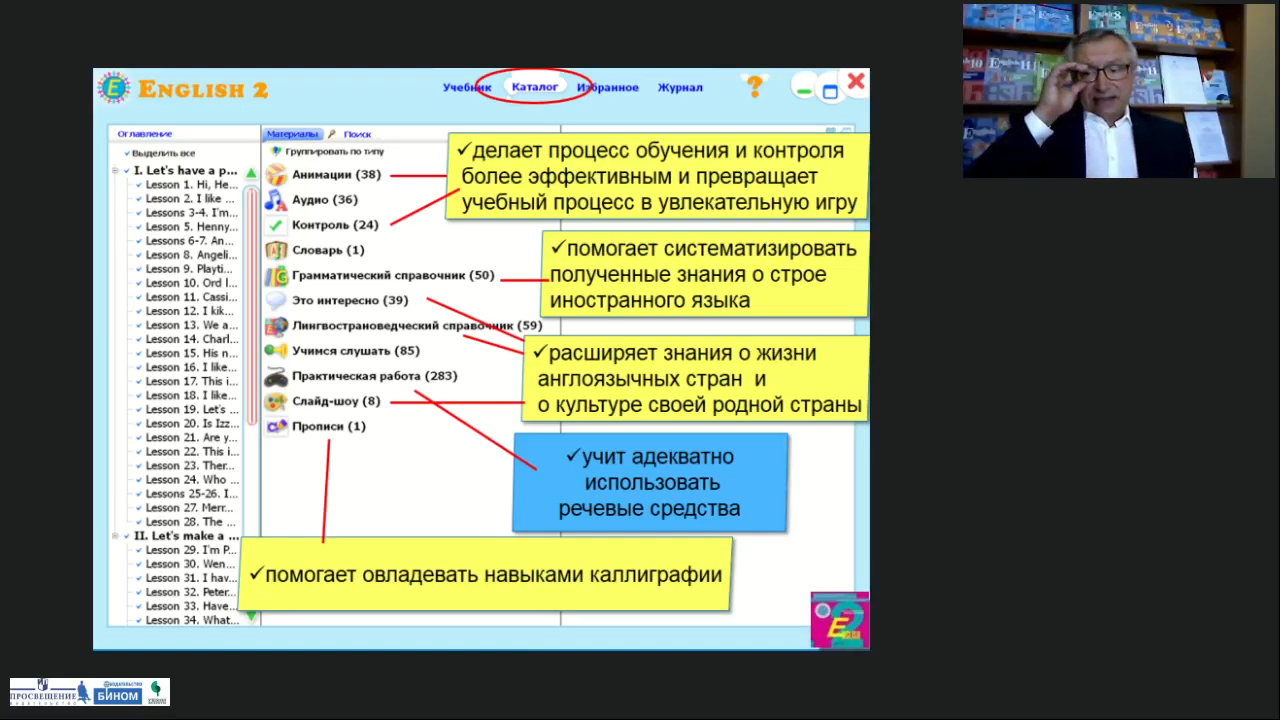 ENGLISH 2
Учебник Каталог Избранное Журнал
?
Оглавление
Выделить все
I. Let's have a p...
Lesson 1. Hi, He...
Lesson 2. I like ...
Lessons 3-4. I'm...
Lesson 5. Henny...
Lessons 6-7. An...
Lesson 8. Angeli...
Lesson 9. Playti...
Lesson 10. Ord I...
Lesson 11. Cassi...
Lesson 12. I kik...
Lesson 13. We a...
Lesson 14. Charl...
Lesson 15. His n...
Lesson 16. I like...
Lesson 17. This i...
Lesson 18. I like...
Lesson 19. Let's ...
Lesson 20. Is Izz...
Lesson 21. Are y...
Lesson 22. This i...
Lesson 23. Ther...
Lesson 24. Who ...
Lessons 25-26. I...
Lesson 27. Merr...
Lesson 28. The ...
II. Let's make a ...
Lesson 29. I'm P...
Lesson 30. Wen...
Lesson 31. I hav...
Lesson 32. Peter...
Lesson 33. Have...
Lesson 34. What...
Материалы Поиск
Группировать по типу
Анимации (38)
Аудио (36)
Контроль (24)
Словарь (1)
Грамматический справочник (50)
Это интересно (39)
Лингвострановедческий справочник (59)
Учимся слушать (85)
Практическая работа (283)
Слайд-шоу (8)
Прописи (1)
✓делает процесс обучения и контроля
более эффективным и превращает
учебный процесс в увлекательную игру
✓помогает систематизировать
полученные знания о строе
иностранного языка
✓расширяет знания о жизни
англоязычных стран и
о культуре своей родной страны
✓учит адекватно
использовать
речевые средства
✓помогает овладевать навыками каллиграфии
ПРОСВЕЩЕНИЕ
ИЗДАТЕЛЬСТВО
БИНОМ